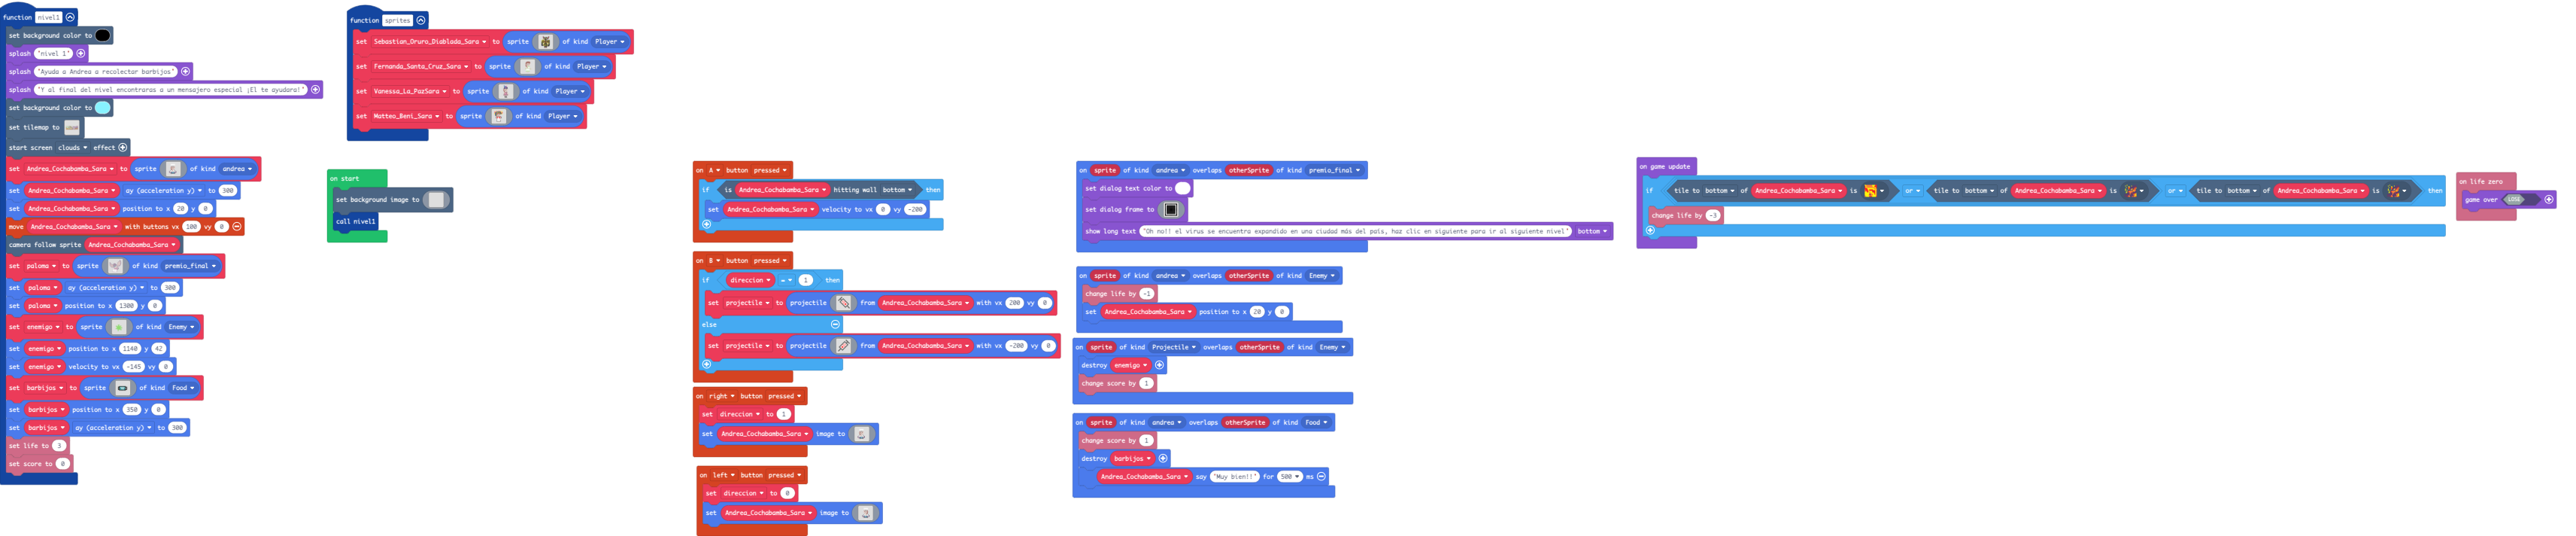 function nivel1
set background color to
splash "nivel 1"
splash "Ayuda a Andrea a recolectar barbijos"
splash "Y al final del nivel encontraras a un mensajero especial ¡El te ayudara!"
set background color to
set tilemap to
start screen clouds effect
set Andrea_Cochabamba_Sara to sprite of kind andrea
set Andrea_Cochabamba_Sara ay (acceleration y) to 300
set Andrea_Cochabamba_Sara position to x 20 y 0
move Andrea_Cochabamba_Sara with buttons vx 100 vy 0
camera follow sprite Andrea_Cochabamba_Sara
set paloma to sprite of kind premio_final
set paloma ay (acceleration y) to 300
set paloma position to x 1300 y 0
set enemigo to sprite of kind Enemy
set enemigo position to x 1140 y 42
set enemigo velocity to vx -145 vy 0
set barbijos to sprite of kind Food
set barbijos position to x 350 y 0
set barbijos ay (acceleration y) to 300
set life to 3
set score to 0
function sprites
set Sebastian_Oruro_Diablada_Sara to sprite of kind Player
set Fernanda_Santa_Cruz_Sara to sprite of kind Player
set Vanessa_La_PazSara to sprite of kind Player
set Matteo_Beni_Sara to sprite of kind Player
on start
set background image to
call nivel1
on A button pressed
if is Andrea_Cochabamba_Sara hitting wall bottom then
set Andrea_Cochabamba_Sara velocity to vx 0 vy -200
on B button pressed
if direccion = 1 then
set projectile to projectile from Andrea_Cochabamba_Sara with vx 200 vy 0
else
set projectile to projectile from Andrea_Cochabamba_Sara with vx -200 vy 0
on right button pressed
set direccion to 1
set Andrea_Cochabamba_Sara image to
on left button pressed
set direccion to 0
set Andrea_Cochabamba_Sara image to
on sprite of kind andrea overlaps otherSprite of kind premio_final
set dialog text color to
set dialog frame to
show long text "Oh no!! el virus se encuentra expandido en una ciudad más del país, haz clic en siguiente para ir al siguiente nivel" bottom
on sprite of kind andrea overlaps otherSprite of kind Enemy
change life by -1
set Andrea_Cochabamba_Sara position to x 20 y 0
on sprite of kind Projectile overlaps otherSprite of kind Enemy
destroy enemigo
change score by 1
on sprite of kind andrea overlaps otherSprite of kind Food
change score by 1
destroy barbijos
Andrea_Cochabamba_Sara say "Muy bien!!" for 500 ms
on game update
if tile to bottom of Andrea_Cochabamba_Sara is or tile to bottom of Andrea_Cochabamba_Sara is or tile to bottom of Andrea_Cochabamba_Sara is then
change life by -3
on life zero
game over LOSE